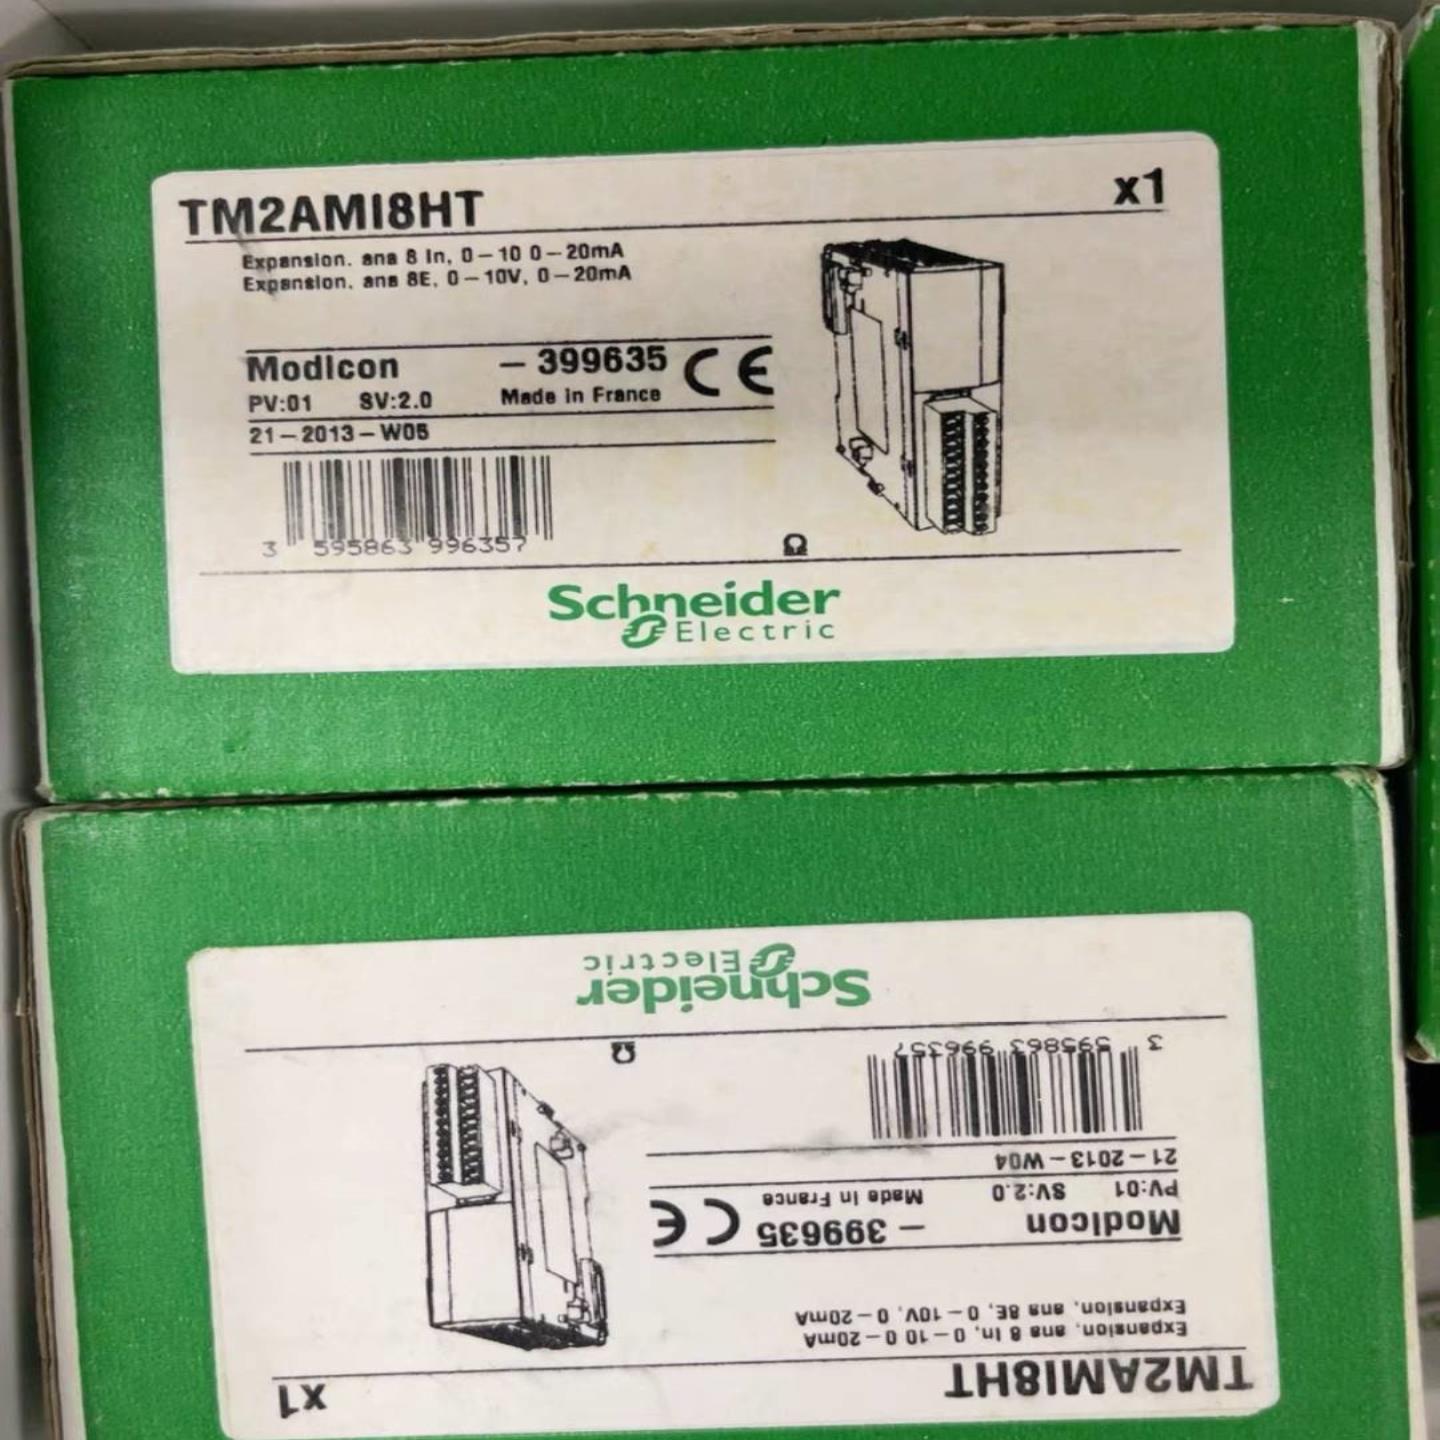 TM2AMI8HT x1
Expansion. ana 8 In, 0-10 0-20mA
Expansion. ana 8E, 0-10V, 0-20mA
Modicon -399635 CE
PV:01 SV:2.0 Made in France
21-2013-W05
3 595863 996357
Ω
Schneider
Electric
TM2AMI8HT x1
Expansion, ana 8 In, 0-10 0-20mA
Expansion, ana 8E, 0-10V, 0-20mA
Modicon -399635 CE
PV:01 SV:2.0 Made in France
21-2013-W04
3 595863 996357
Ω
Schneider
Electric